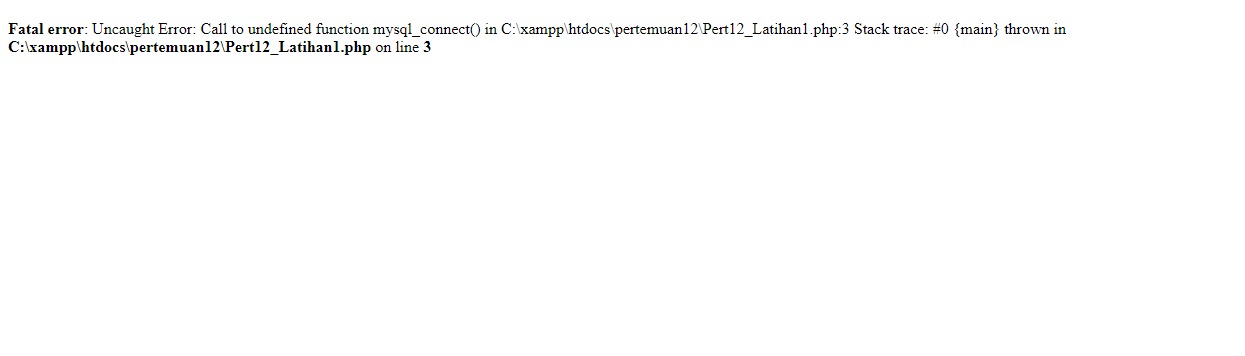 Fatal error: Uncaught Error: Call to undefined function mysql_connect() in C:\xampp\htdocs\pertemuan12\Pert12_Latihan1.php:3 Stack trace: #0 {main} thrown in
C:\xampp\htdocs\pertemuan12\Pert12_Latihan1.php on line 3